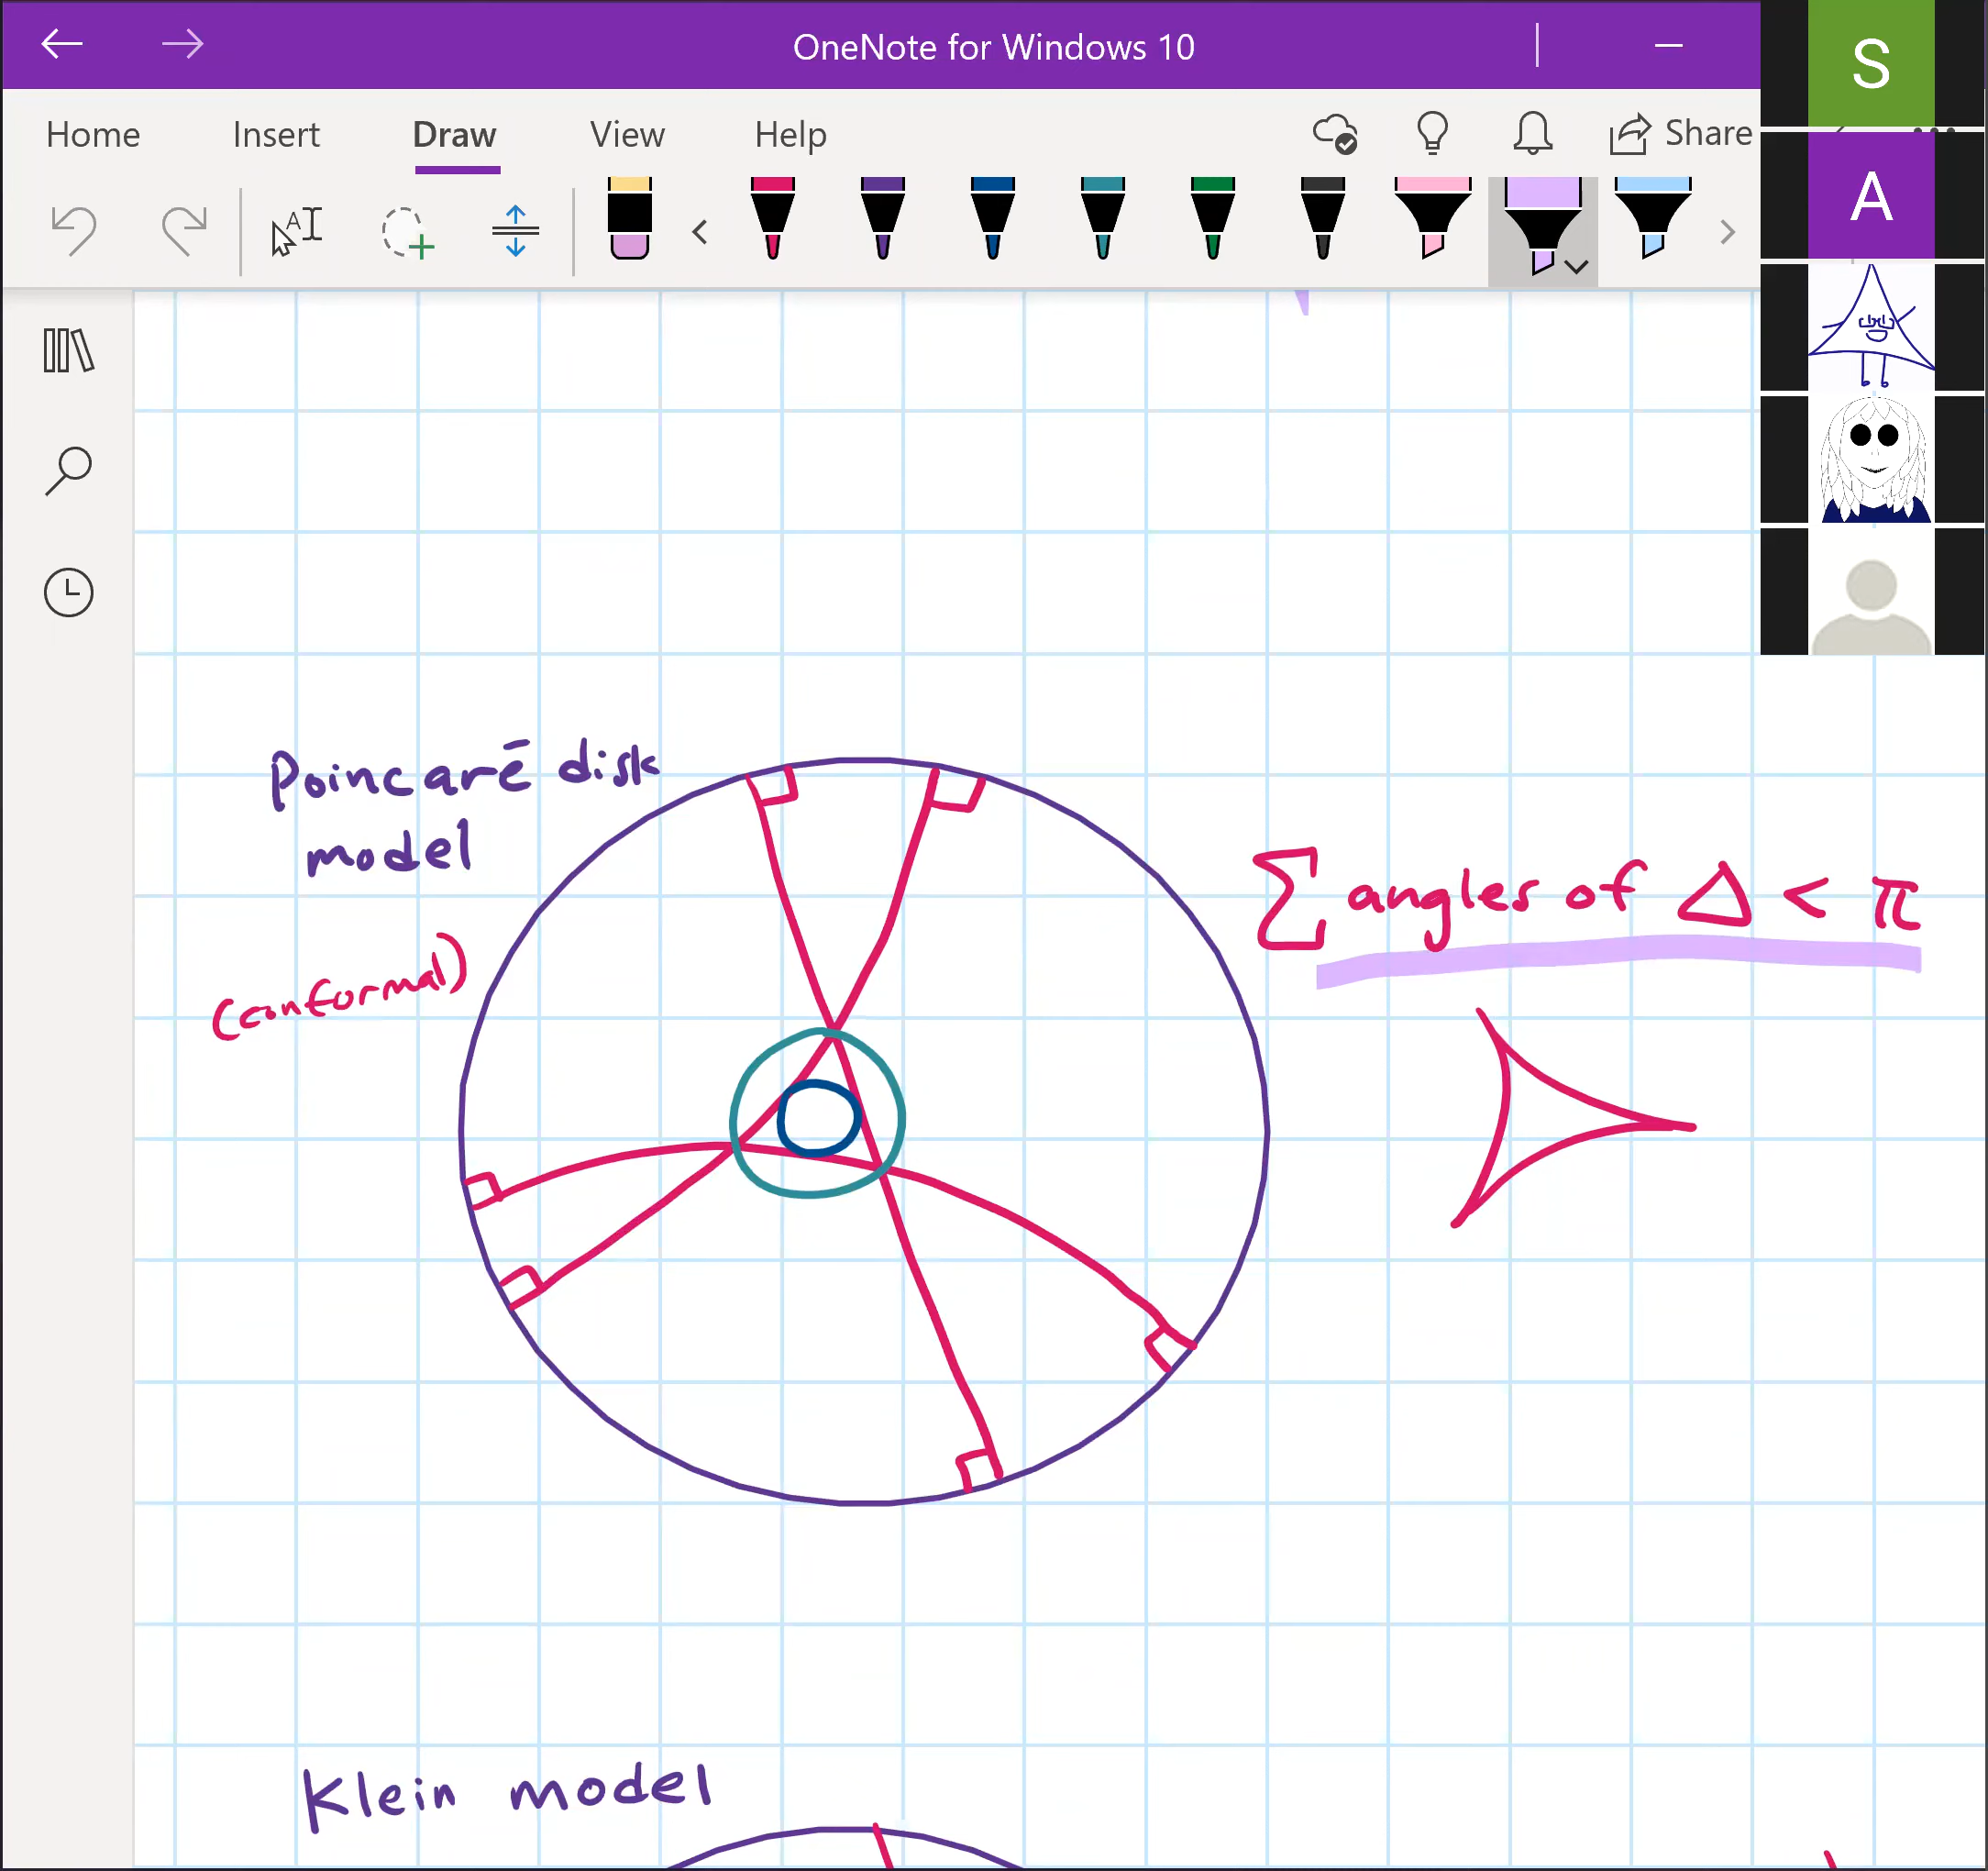 OneNote for Windows 10
S
Home Insert Draw View Help Share
A
Poincaré disk
model
∑ angles of Δ < π
(conformal)
Klein model